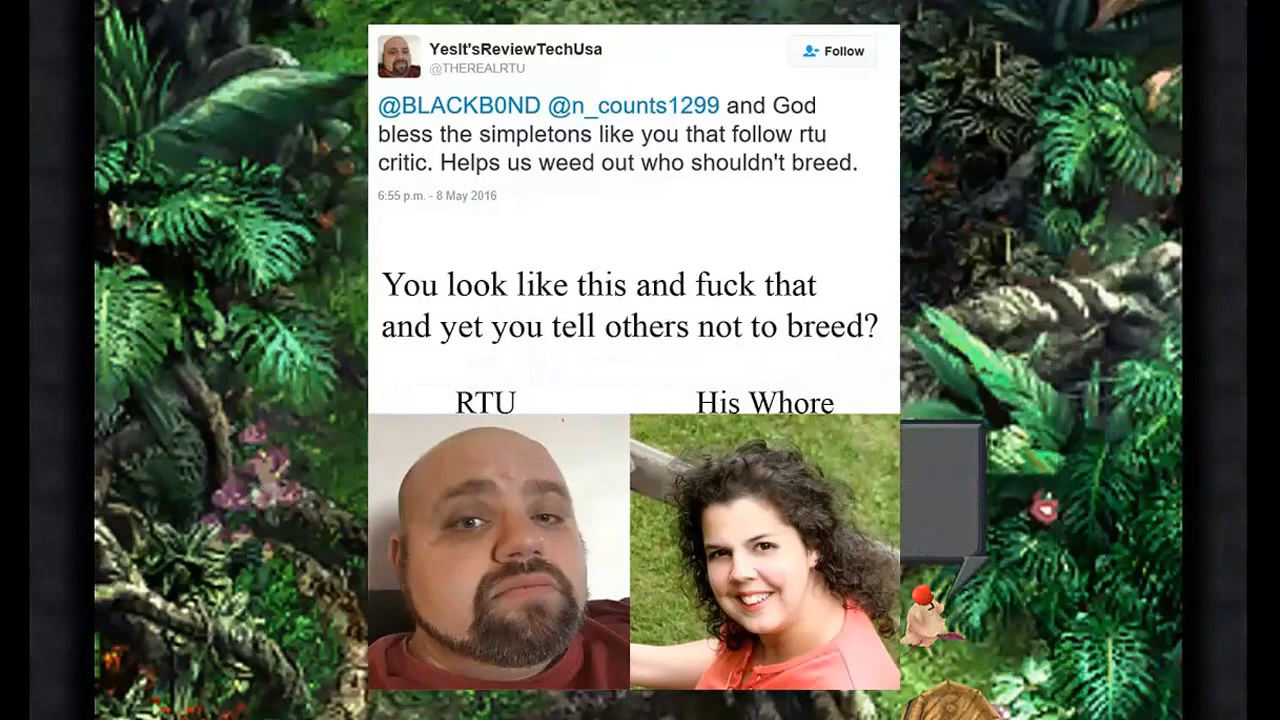 YesIt'sReviewTechUsa
@THEREALRTU
Follow
@BLACKB0ND @n_counts1299 and God
bless the simpletons like you that follow rtu
critic. Helps us weed out who shouldn't breed.
6:55 p.m. - 8 May 2016
You look like this and fuck that
and yet you tell others not to breed?
RTU His Whore